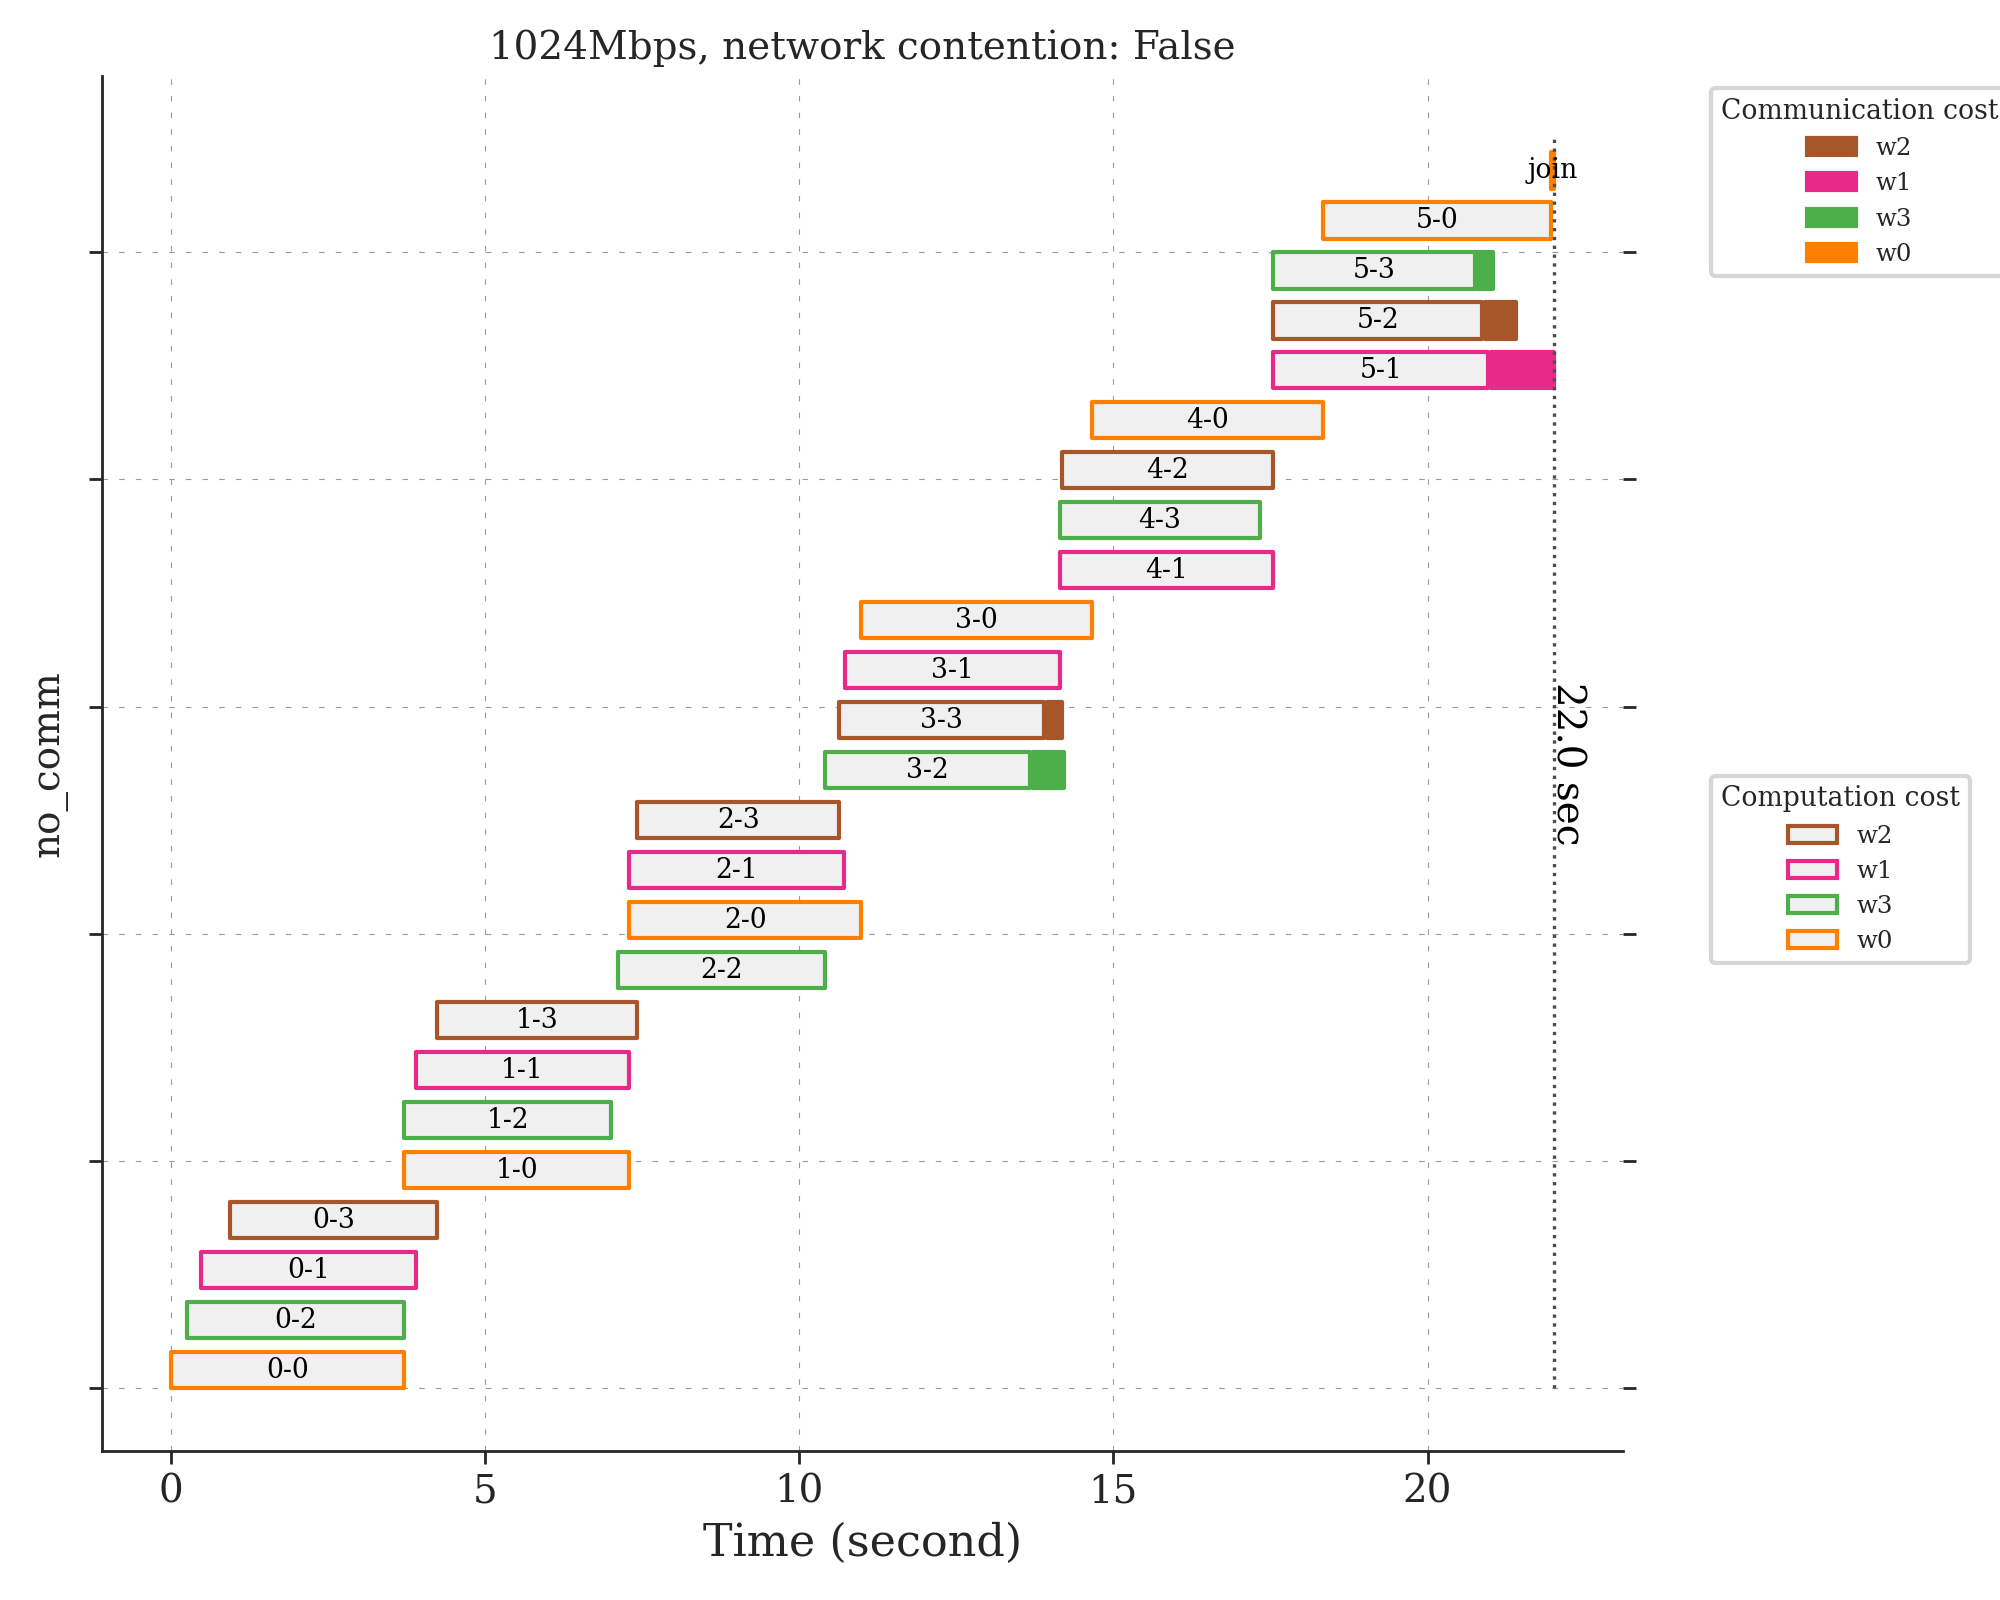 1024Mbps, network contention: False
Communication cost
w2
w1
w3
w0
join
5-0
5-3
5-2
5-1
4-0
4-2
4-3
4-1
3-0
3-1
3-3
3-2
2-3
2-1
2-0
2-2
1-3
1-1
1-2
1-0
0-3
0-1
0-2
0-0
22.0 sec
no_comm
Computation cost
w2
w1
w3
w0
0
5
10
15
20
Time (second)